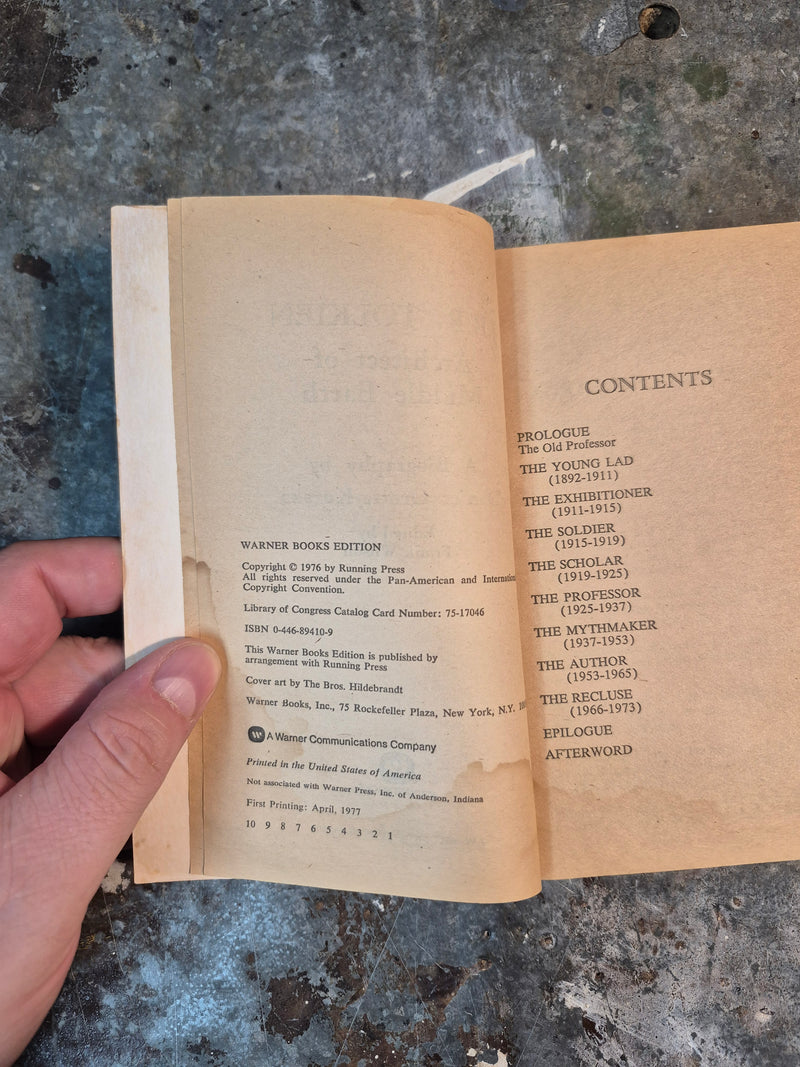 WARNER BOOKS EDITION
Copyright © 1976 by Running Press
All rights reserved under the Pan-American and
Copyright Convention.
Library of Congress Catalog Card Number: 75-17046
ISBN 0-446-89410-9
This Warner Books Edition is published by
arrangement with Running Press
Cover art by The Bros. Hildebrandt
Warner Books, Inc., 75 Rockefeller Plaza, New York, N.Y.
W A Warner Communications Company
Printed in the United States of America
Not associated with Warner Press, Inc. of Anderson, Indiana
First Printing: April, 1977
10 9 8 7 6 5 4 3 2 1
CONTENTS
PROLOGUE
The Old Professor
THE YOUNG LAD
(1892-1911)
THE EXHIBITIONER
(1911-1915)
THE SOLDIER
(1915-1919)
THE SCHOLAR
(1919-1925)
THE PROFESSOR
(1925-1937)
THE MYTHMAKER
(1937-1953)
THE AUTHOR
(1953-1965)
THE RECLUSE
(1966-1973)
EPILOGUE
AFTERWORD